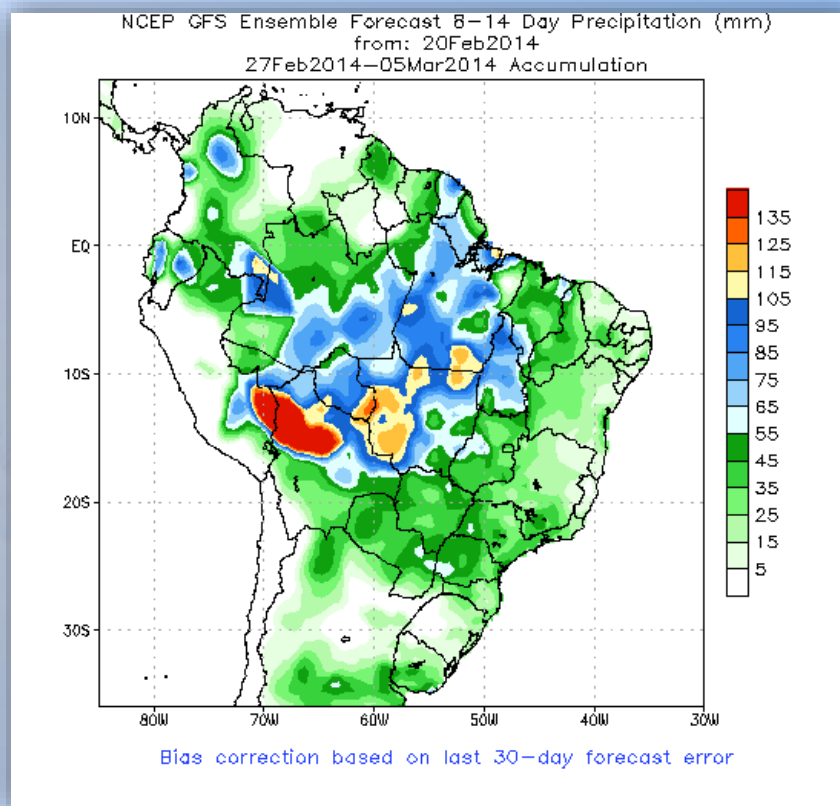 NCEP GFS Ensemble Forecast 8-14 Day Precipitation (mm)
from: 20Feb2014
27Feb2014-05Mar2014 Accumulation
10N
EQ
10S
20S
30S
80W 70W 60W 50W 40W 30W
135
125
115
105
95
85
75
65
55
45
35
25
15
5
Bias correction based on last 30-day forecast error